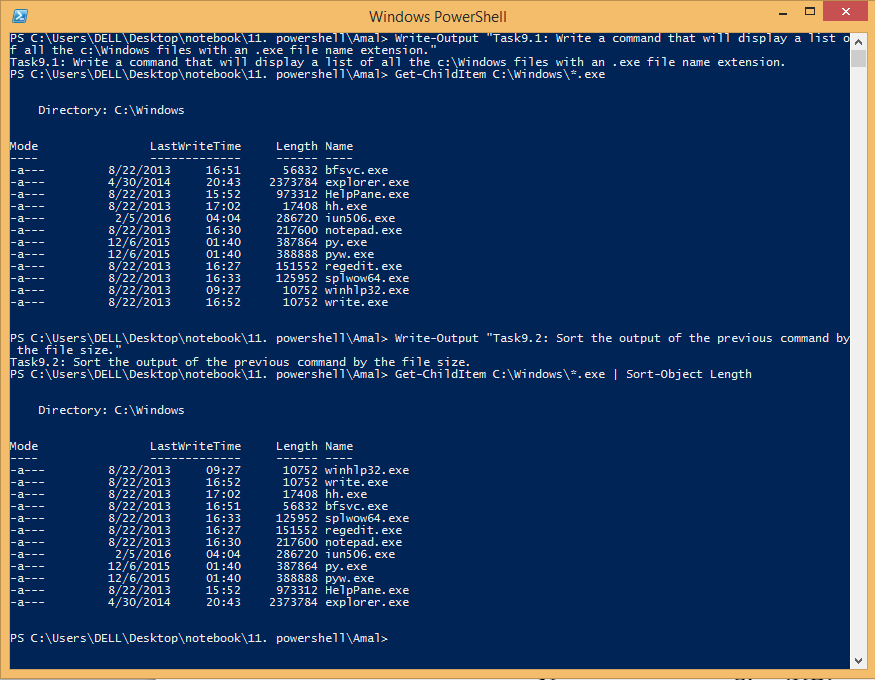 Windows PowerShell
PS C:\Users\DELL\Desktop\notebook\11. powershell\Amal> Write-Output "Task9.1: Write a command that will display a list o
f all the c:\Windows files with an .exe file name extension."
Task9.1: Write a command that will display a list of all the c:\Windows files with an .exe file name extension.
PS C:\Users\DELL\Desktop\notebook\11. powershell\Amal> Get-ChildItem C:\Windows\*.exe
Directory: C:\Windows
Mode LastWriteTime Length Name
---- ------------- ------ ----
-a--- 8/22/2013 16:51 56832 bfsvc.exe
-a--- 4/30/2014 20:43 2373784 explorer.exe
-a--- 8/22/2013 15:52 973312 HelpPane.exe
-a--- 8/22/2013 17:02 17408 hh.exe
-a--- 2/5/2016 04:04 286720 iun506.exe
-a--- 8/22/2013 16:30 217600 notepad.exe
-a--- 12/6/2015 01:40 387864 py.exe
-a--- 12/6/2015 01:40 388888 pyw.exe
-a--- 8/22/2013 16:27 151552 regedit.exe
-a--- 8/22/2013 16:33 125952 splwow64.exe
-a--- 8/22/2013 09:27 10752 winhlp32.exe
-a--- 8/22/2013 16:52 10752 write.exe
PS C:\Users\DELL\Desktop\notebook\11. powershell\Amal> Write-Output "Task9.2: Sort the output of the previous command by
the file size."
Task9.2: Sort the output of the previous command by the file size.
PS C:\Users\DELL\Desktop\notebook\11. powershell\Amal> Get-ChildItem C:\Windows\*.exe | Sort-Object Length
Directory: C:\Windows
Mode LastWriteTime Length Name
---- ------------- ------ ----
-a--- 8/22/2013 09:27 10752 winhlp32.exe
-a--- 8/22/2013 16:52 10752 write.exe
-a--- 8/22/2013 17:02 17408 hh.exe
-a--- 8/22/2013 16:51 56832 bfsvc.exe
-a--- 8/22/2013 16:33 125952 splwow64.exe
-a--- 8/22/2013 16:27 151552 regedit.exe
-a--- 8/22/2013 16:30 217600 notepad.exe
-a--- 2/5/2016 04:04 286720 iun506.exe
-a--- 12/6/2015 01:40 387864 py.exe
-a--- 12/6/2015 01:40 388888 pyw.exe
-a--- 8/22/2013 15:52 973312 HelpPane.exe
-a--- 4/30/2014 20:43 2373784 explorer.exe
PS C:\Users\DELL\Desktop\notebook\11. powershell\Amal>